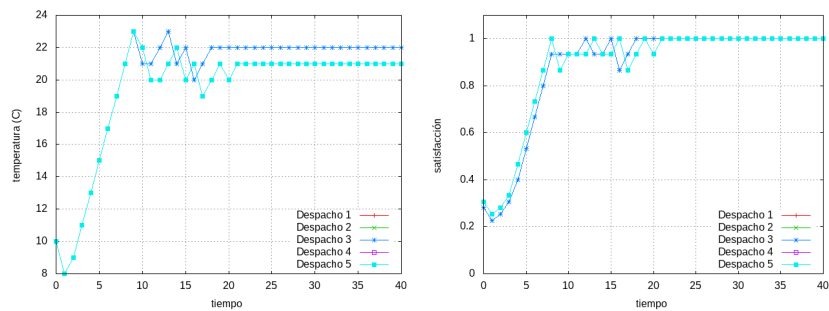 24
22
20
18
16
14
12
10
8
temperatura (C)
0 5 10 15 20 25 30 35 40
tiempo
Despacho 1
Despacho 2
Despacho 3
Despacho 4
Despacho 5
1
0.8
0.6
0.4
0.2
0
satisfacción
0 5 10 15 20 25 30 35 40
tiempo
Despacho 1
Despacho 2
Despacho 3
Despacho 4
Despacho 5